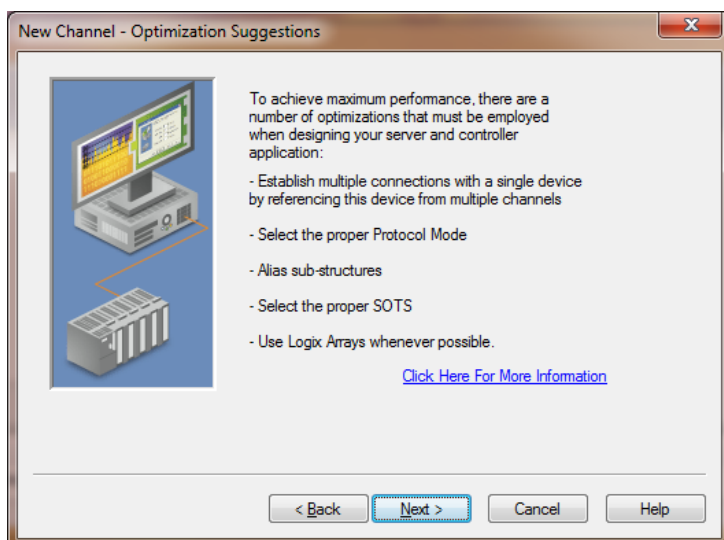 New Channel - Optimization Suggestions
To achieve maximum performance, there are a
number of optimizations that must be employed
when designing your server and controller
application:
- Establish multiple connections with a single device
by referencing this device from multiple channels
- Select the proper Protocol Mode
- Alias sub-structures
- Select the proper SOTS
- Use Logix Arrays whenever possible.
Click Here For More Information
< Back
Next >
Cancel
Help